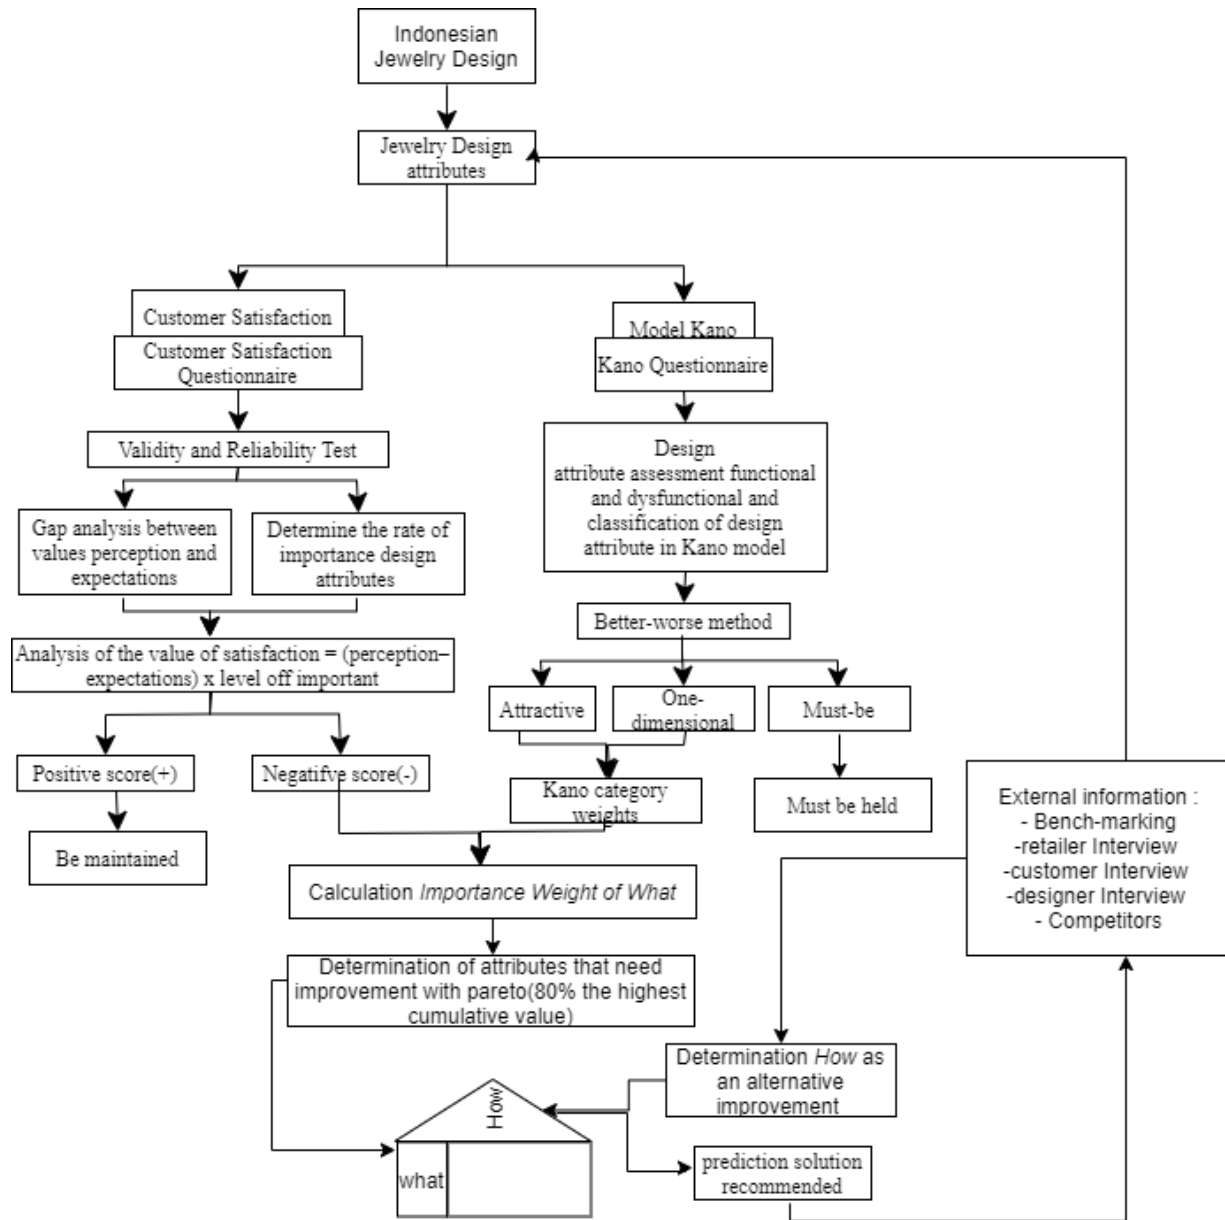 Indonesian
Jewelry Design
Jewelry Design
attributes
Customer Satisfaction
Customer Satisfaction
Questionnaire
Model Kano
Kano Questionnaire
Validity and Reliability Test
Design
attribute assessment functional
and dysfunctional and
classification of design
attribute in Kano model
Gap analysis between
values perception and
expectations
Determine the rate of
importance design
attributes
Better-worse method
Analysis of the value of satisfaction = (perception–
expectations) x level off important
Attractive
One-
dimensional
Must-be
Positive score(+)
Negatifve score(-)
Kano category
weights
Must be held
External information :
- Bench-marking
-retailer Interview
-customer Interview
-designer Interview
- Competitors
Be maintained
Calculation Importance Weight of What
Determination of attributes that need
improvement with pareto(80% the highest
cumulative value)
Determination How as
an alternative
improvement
How
what
prediction solution
recommended